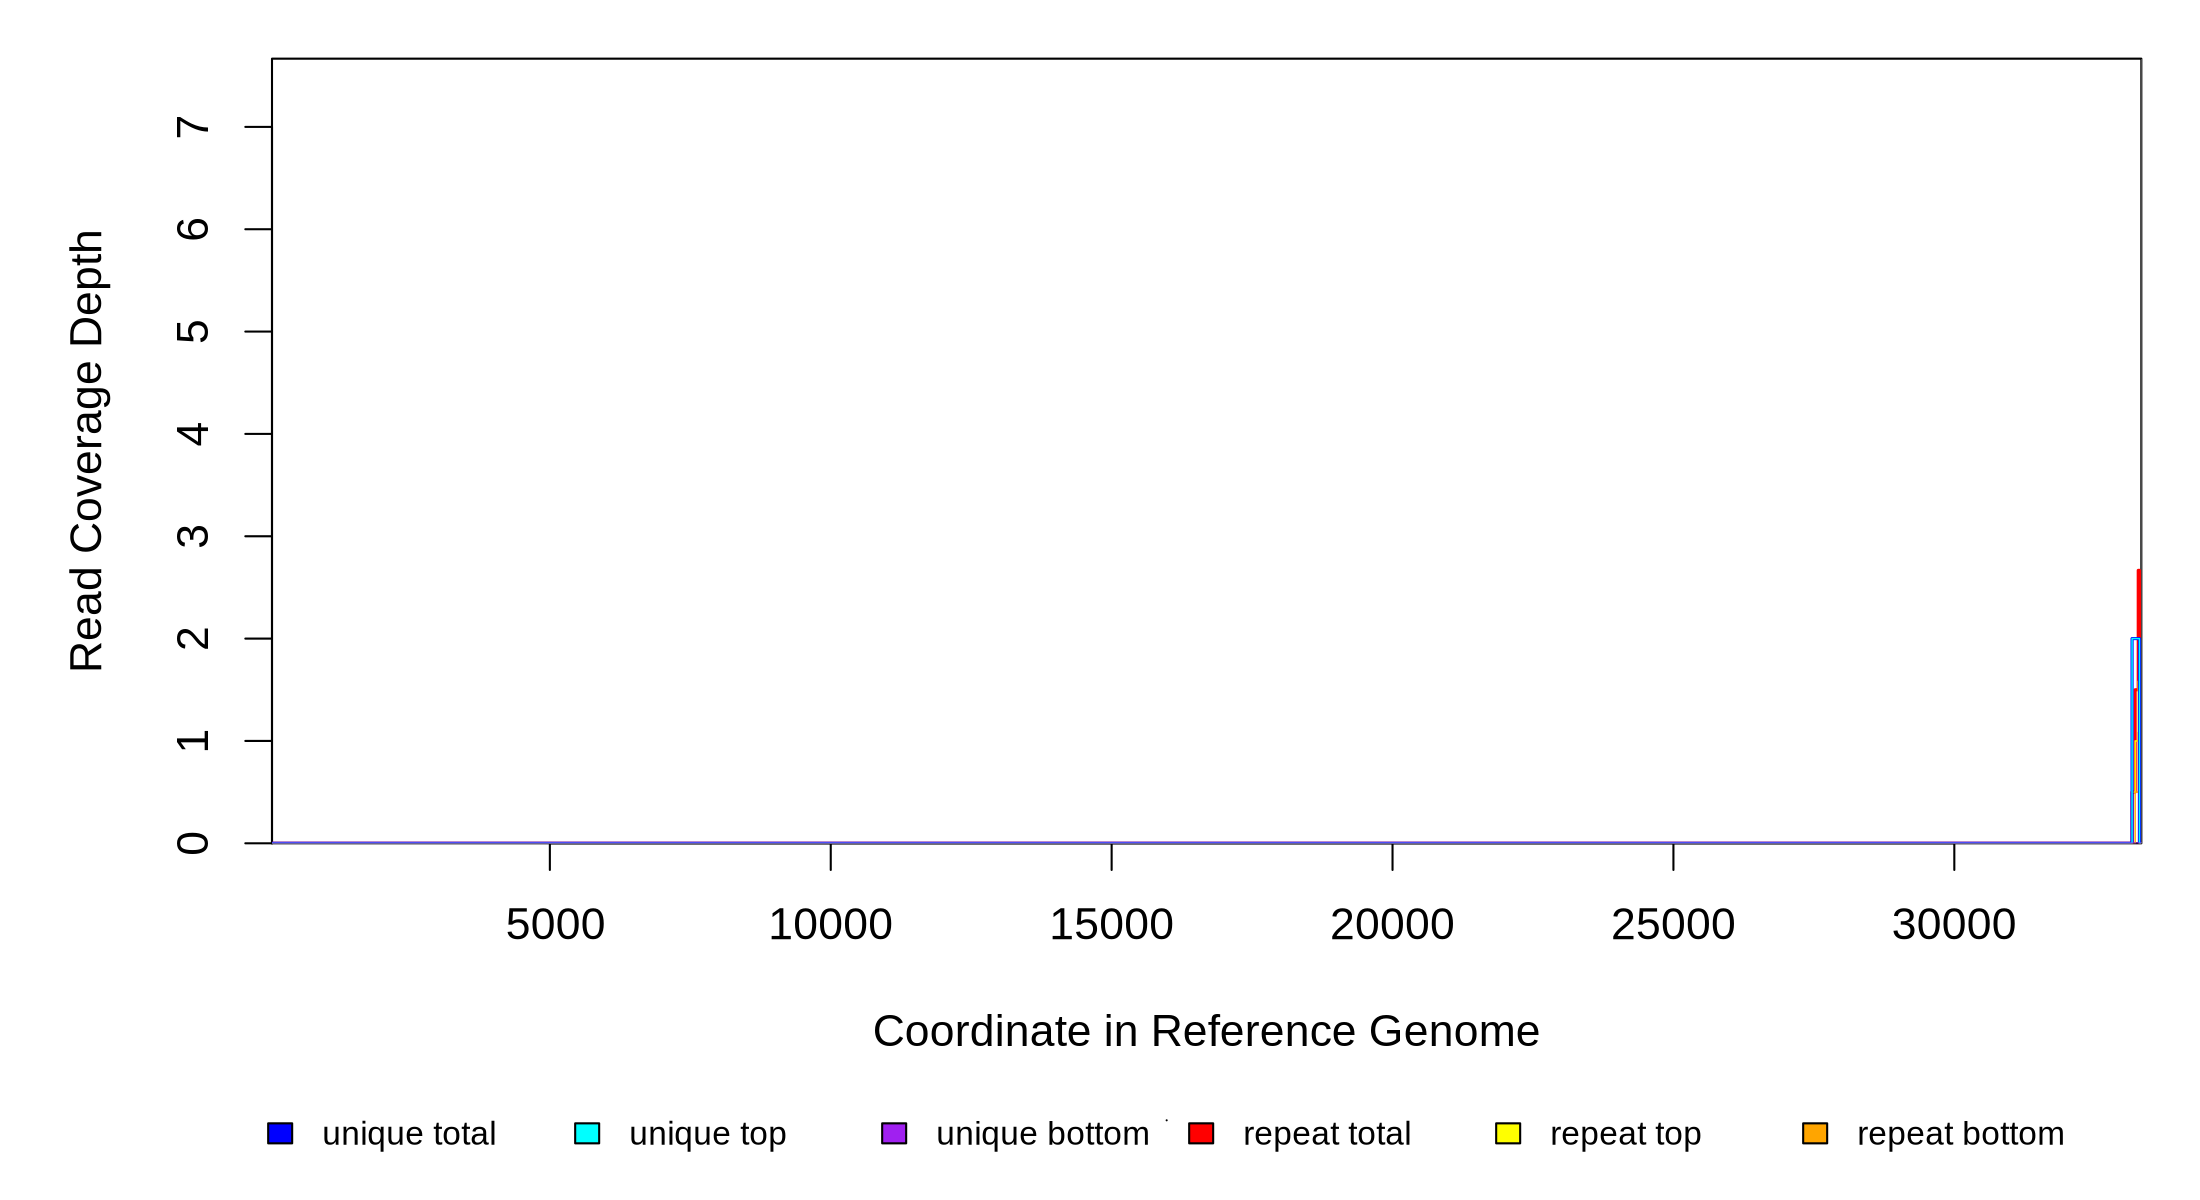 Read Coverage Depth
7
6
5
4
3
2
1
0
5000 10000 15000 20000 25000 30000
Coordinate in Reference Genome
unique total unique top unique bottom repeat total repeat top repeat bottom